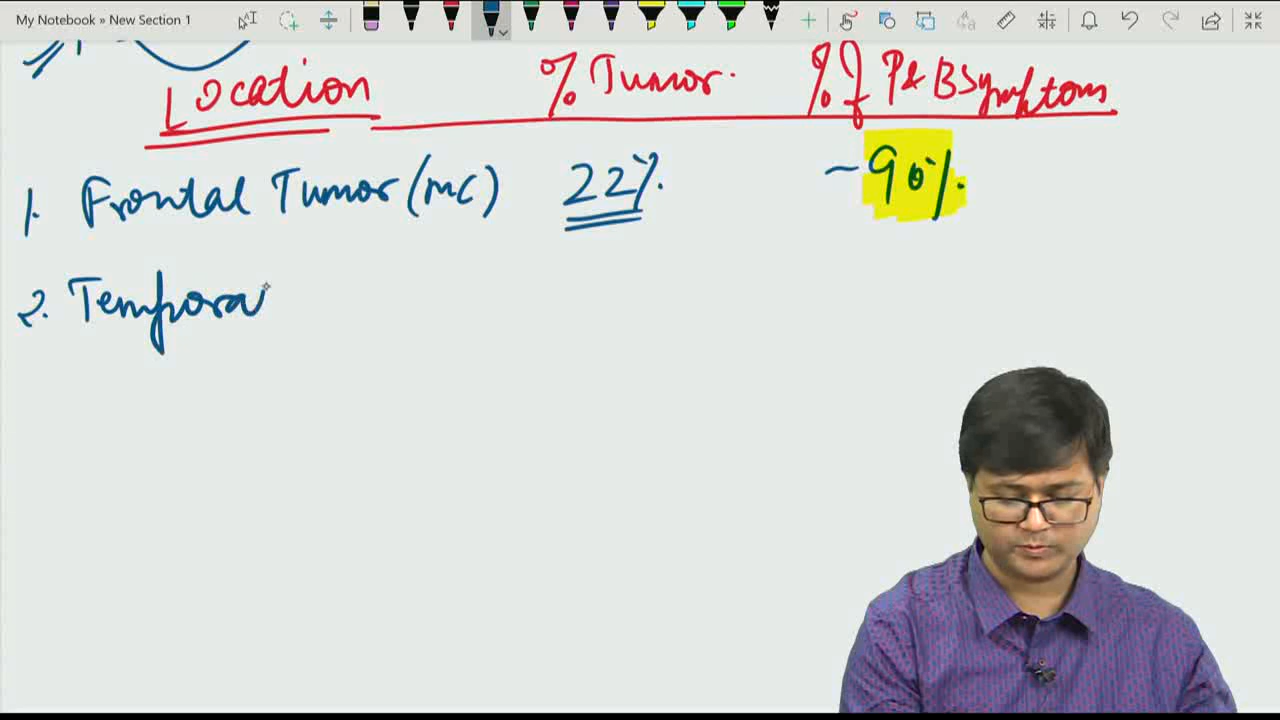 My Notebook » New Section 1
Location % Tumor. % of P & B Symptoms
1. Frontal Tumor (mc) 22% ~90%.
2. Tempora